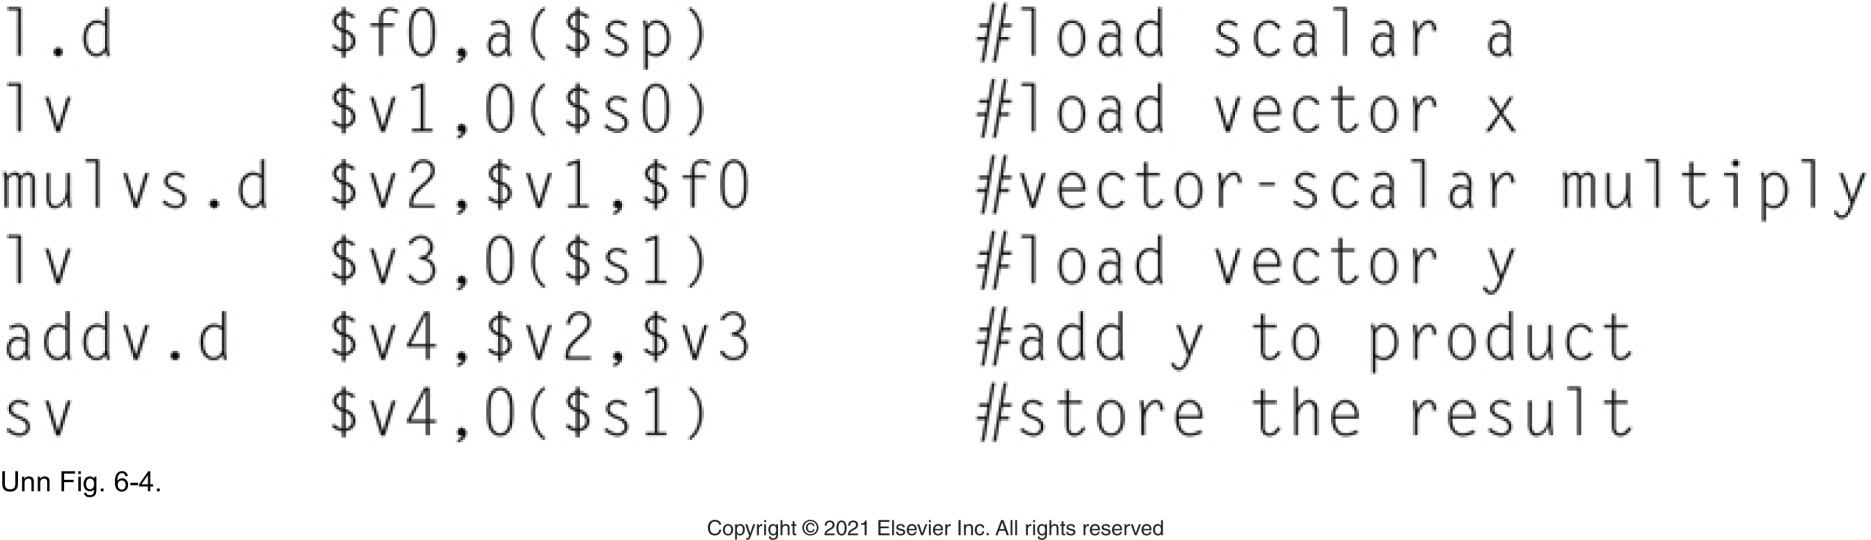 l.d $f0,a($sp) #load scalar a
lv $v1,0($s0) #load vector x
mulvs.d $v2,$v1,$f0 #vector-scalar multiply
lv $v3,0($s1) #load vector y
addv.d $v4,$v2,$v3 #add y to product
sv $v4,0($s1) #store the result
Unn Fig. 6-4.
Copyright © 2021 Elsevier Inc. All rights reserved